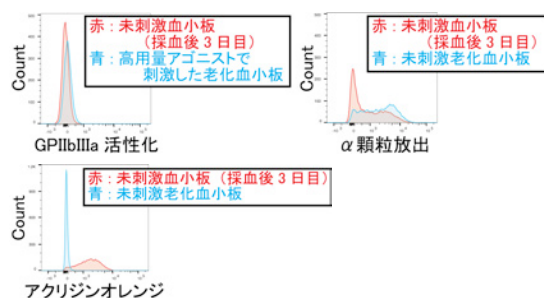 赤：未刺激血小板
（採血後３日目）
青：高用量アゴニストで
刺激した老化血小板
Count
GPIIbIIIa 活性化
赤：未刺激血小板
（採血後３日目）
青：未刺激老化血小板
Count
α 顆粒放出
赤：未刺激血小板（採血後３日目）
青：未刺激老化血小板
Count
アクリジンオレンジ